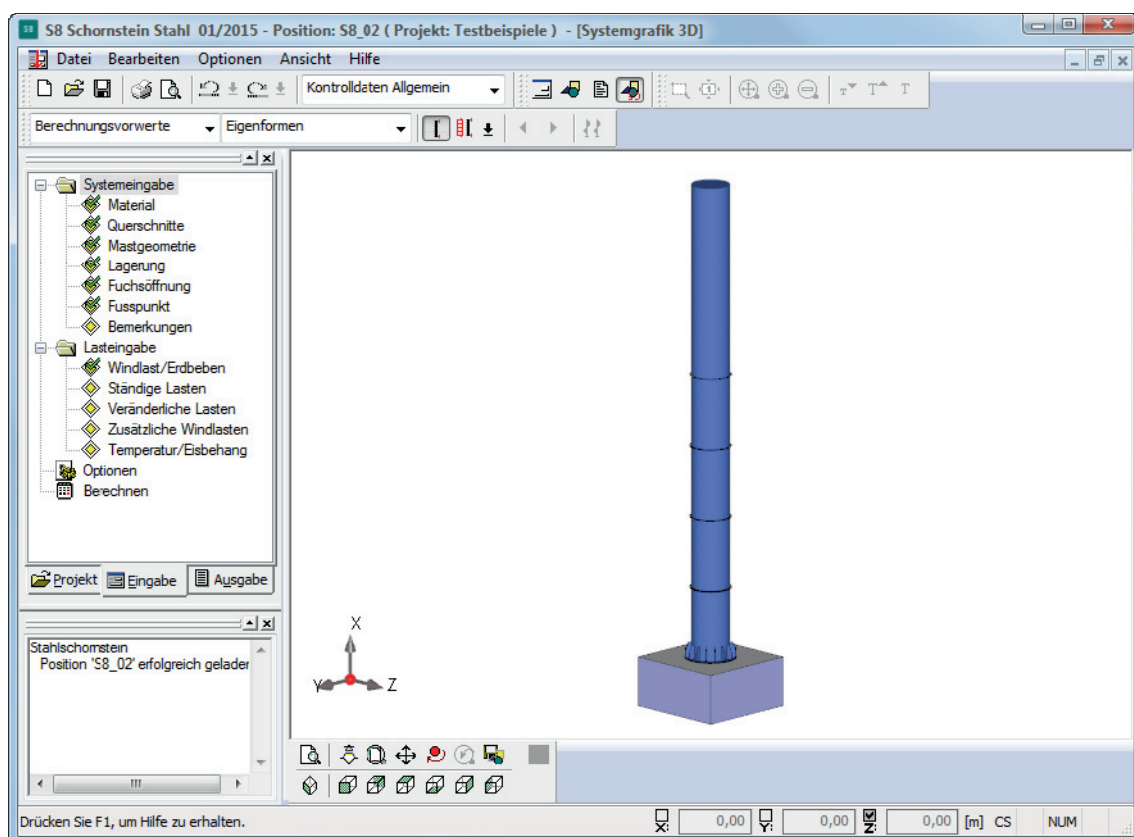 S8 Schornstein Stahl 01/2015 - Position: S8_02 ( Projekt: Testbeispiele ) - [Systemgrafik 3D]
Datei Bearbeiten Optionen Ansicht Hilfe
Kontrolldaten Allgemein
Berechnungsvorwerte Eigenformen
Systemeingabe
Material
Querschnitte
Mastgeometrie
Lagerung
Fuchsöffnung
Fusspunkt
Bemerkungen
Lasteingabe
Windlast/Erdbeben
Ständige Lasten
Veränderliche Lasten
Zusätzliche Windlasten
Temperatur/Eisbehang
Optionen
Berechnen
Projekt Eingabe Ausgabe
Stahlschornstein
Position 'S8_02' erfolgreich gelader
X
Y Z
Drücken Sie F1, um Hilfe zu erhalten.
X: 0,00 Y: 0,00 Z: 0,00 [m] CS NUM